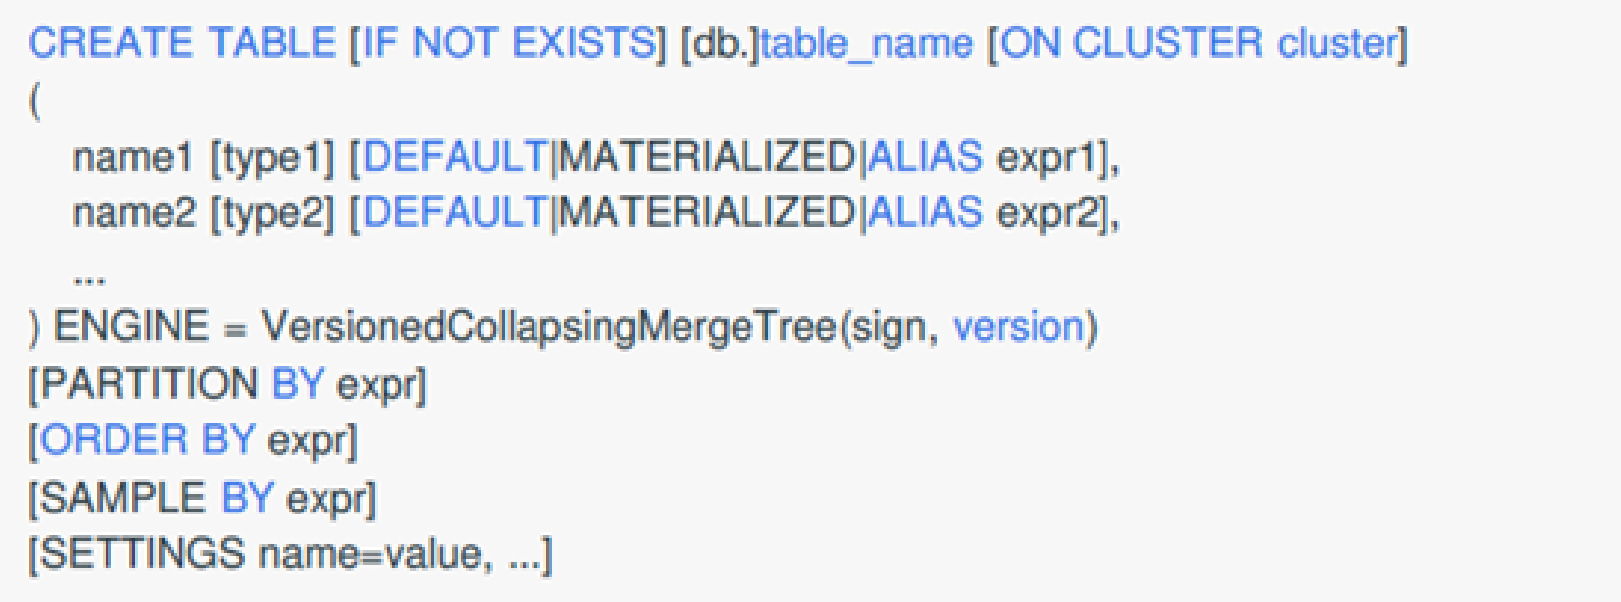 CREATE TABLE [IF NOT EXISTS] [db.]table_name [ON CLUSTER cluster]
(
    name1 [type1] [DEFAULT|MATERIALIZED|ALIAS expr1],
    name2 [type2] [DEFAULT|MATERIALIZED|ALIAS expr2],
    ...
) ENGINE = VersionedCollapsingMergeTree(sign, version)
[PARTITION BY expr]
[ORDER BY expr]
[SAMPLE BY expr]
[SETTINGS name=value, ...]